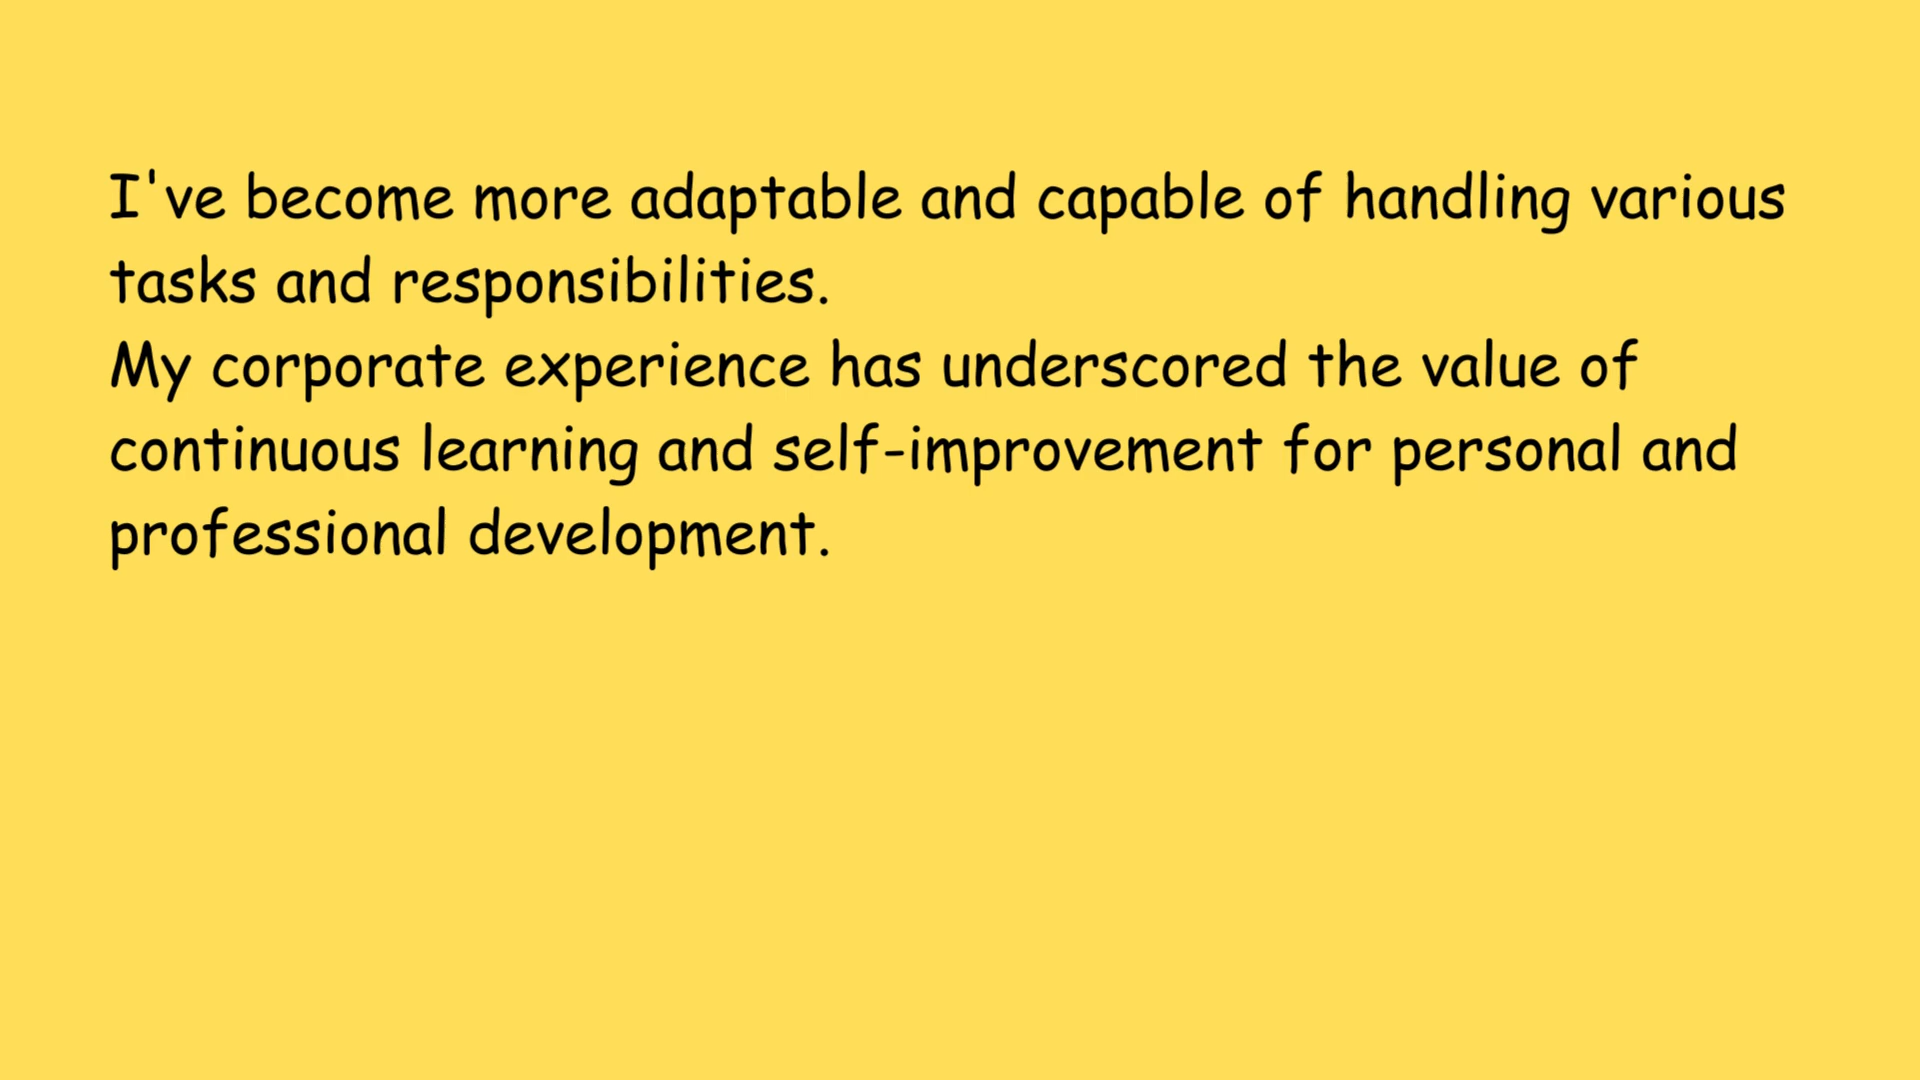 I've become more adaptable and capable of handling various
tasks and responsibilities.
My corporate experience has underscored the value of
continuous learning and self-improvement for personal and
professional development.